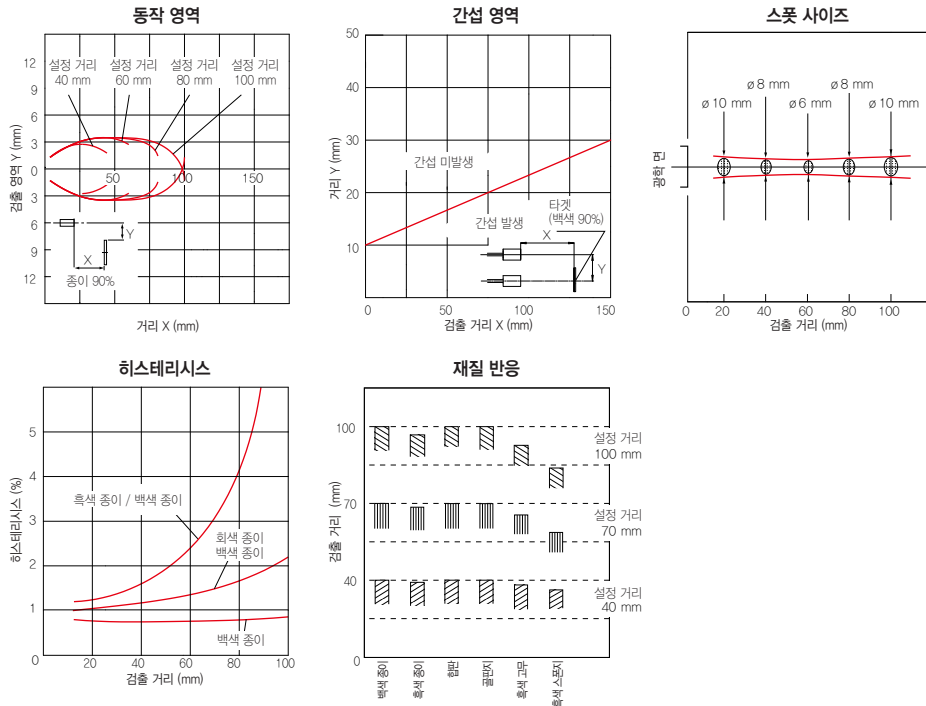 동작 영역
12
9
6
3
0
3
6
9
12
검출 영역 Y (mm)
설정 거리
40 mm
설정 거리
60 mm
설정 거리
80 mm
설정 거리
100 mm
50
100
150
Y
X
종이 90%
거리 X (mm)
간섭 영역
50
40
30
20
10
0
거리 Y (mm)
간섭 미발생
간섭 발생
타겟
(백색 90%)
X
Y
50
100
150
검출 거리 X (mm)
스폿 사이즈
ø 8 mm
ø 8 mm
ø 10 mm
ø 6 mm
ø 10 mm
광학 면
0
20
40
60
80
100
검출 거리 (mm)
히스테리시스
5
4
3
2
1
0
히스테리시스 (%)
흑색 종이 / 백색 종이
회색 종이
백색 종이
백색 종이
20
40
60
80
100
검출 거리 (mm)
재질 반응
100
70
40
0
검출 거리 (mm)
설정 거리
100 mm
설정 거리
70 mm
설정 거리
40 mm
백색 종이
흑색 종이
합판
골판지
흑색 고무
흑색 스폰지